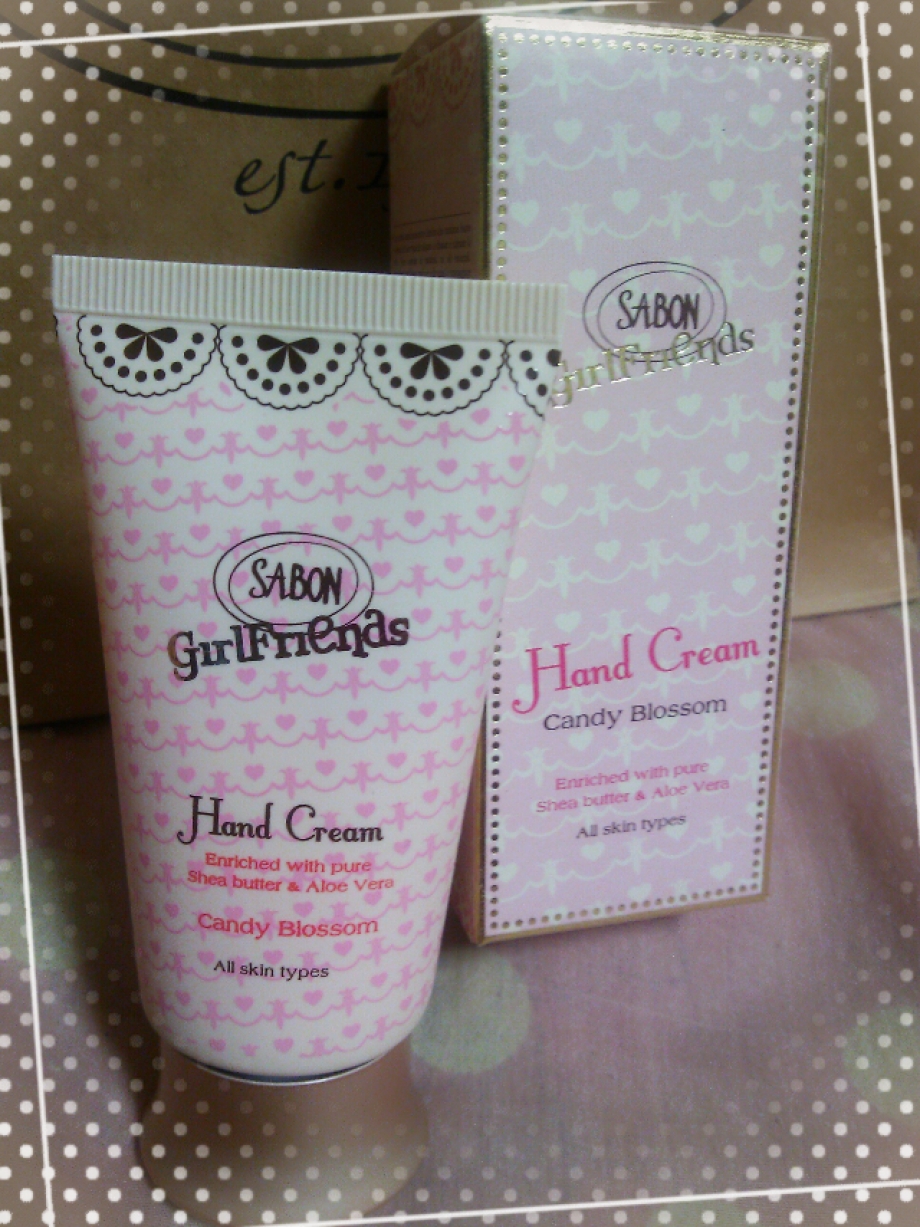 est.
SABON
GirlFriends
Hand Cream
Enriched with pure
Shea butter & Aloe Vera
Candy Blossom
All skin types
SABON
GirlFriends
Hand Cream
Candy Blossom
Enriched with pure
Shea butter & Aloe Vera
All skin types